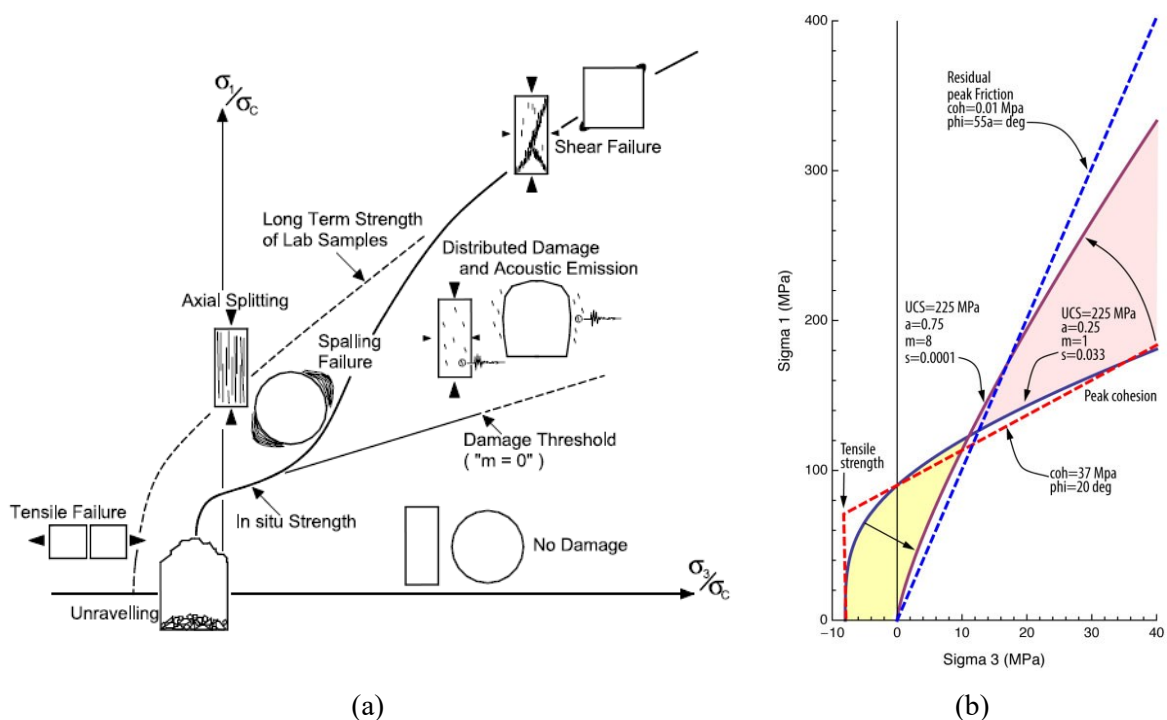 σ₁/σc
Long Term Strength
of Lab Samples
Axial Splitting
Spalling
Failure
Shear Failure
Distributed Damage
and Acoustic Emission
Damage Threshold
( "m = 0" )
In situ Strength
Tensile Failure
No Damage
Unravelling
σ₃/σc
(a)
Sigma 1 (MPa)
400
300
200
100
0
Residual
peak Friction
coh=0.01 Mpa
phi=55a= deg
UCS=225 MPa
a=0.75
m=8
s=0.0001
UCS=225 MPa
a=0.25
m=1
s=0.033
Peak cohesion
Tensile
strength
coh=37 Mpa
phi=20 deg
−10
0
10
20
30
40
Sigma 3 (MPa)
(b)